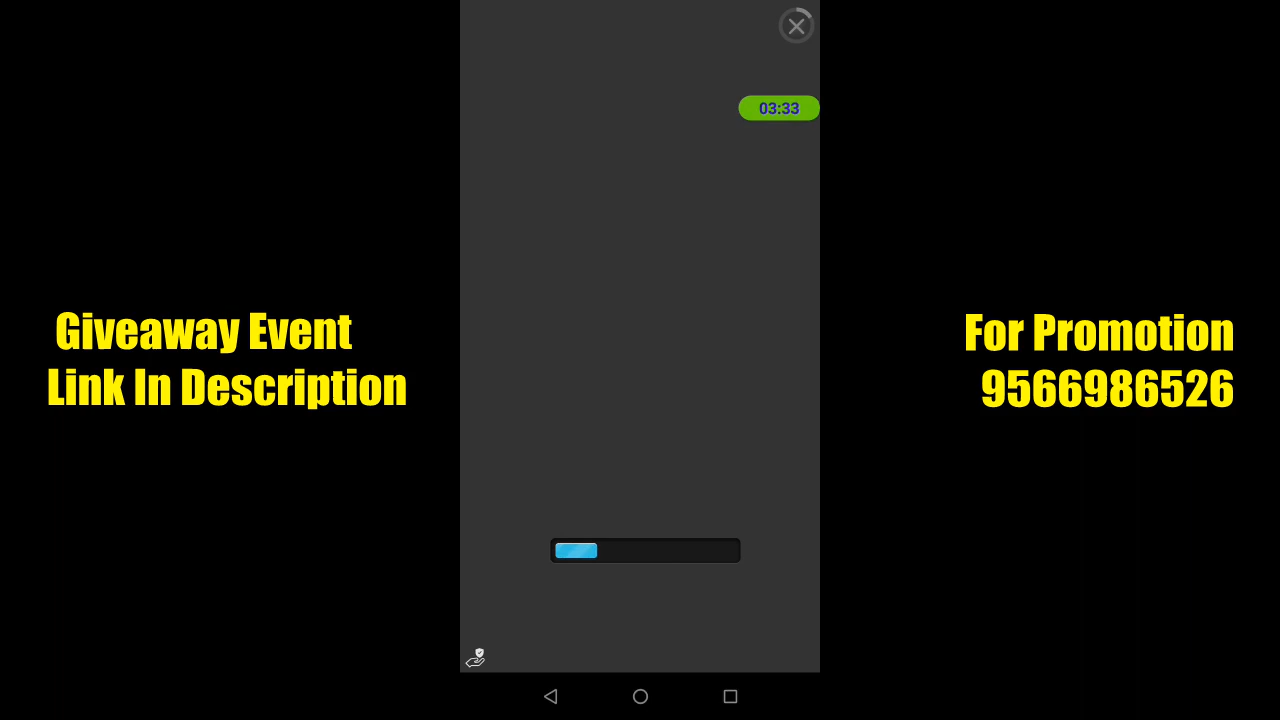 03:33
Giveaway Event
Link In Description
For Promotion
9566986526